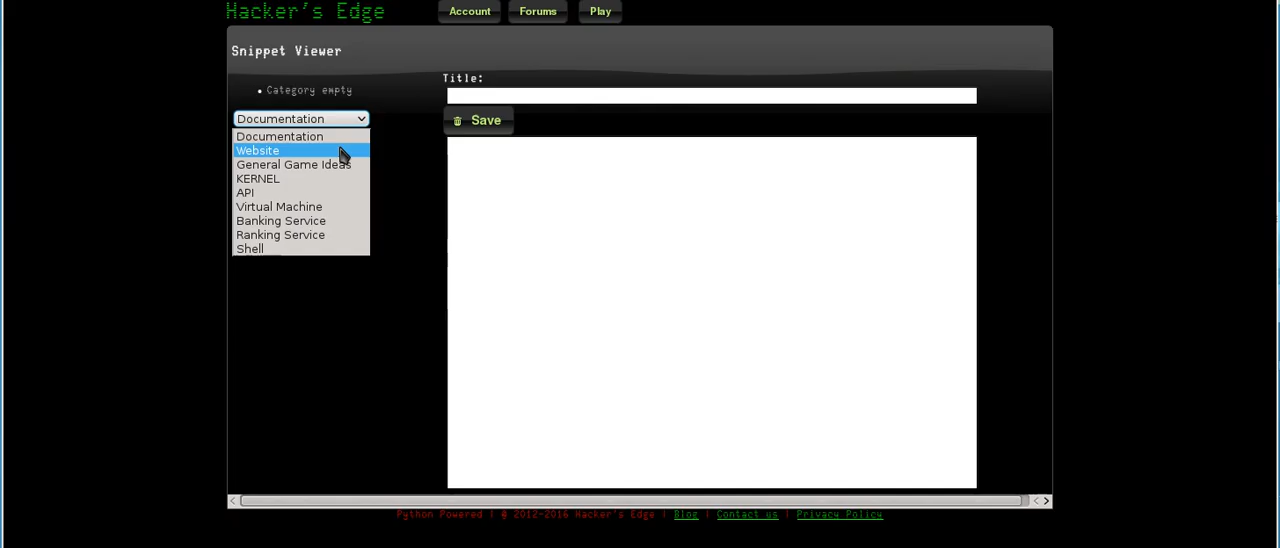 Hacker's Edge
Account
Forums
Play
Snippet Viewer
Category empty
Title:
Documentation
Save
Documentation
Website
General Game Ideas
KERNEL
API
Virtual Machine
Banking Service
Ranking Service
Shell
Python Powered | © 2012-2016 Hacker's Edge | Blog | Contact us | Privacy Policy